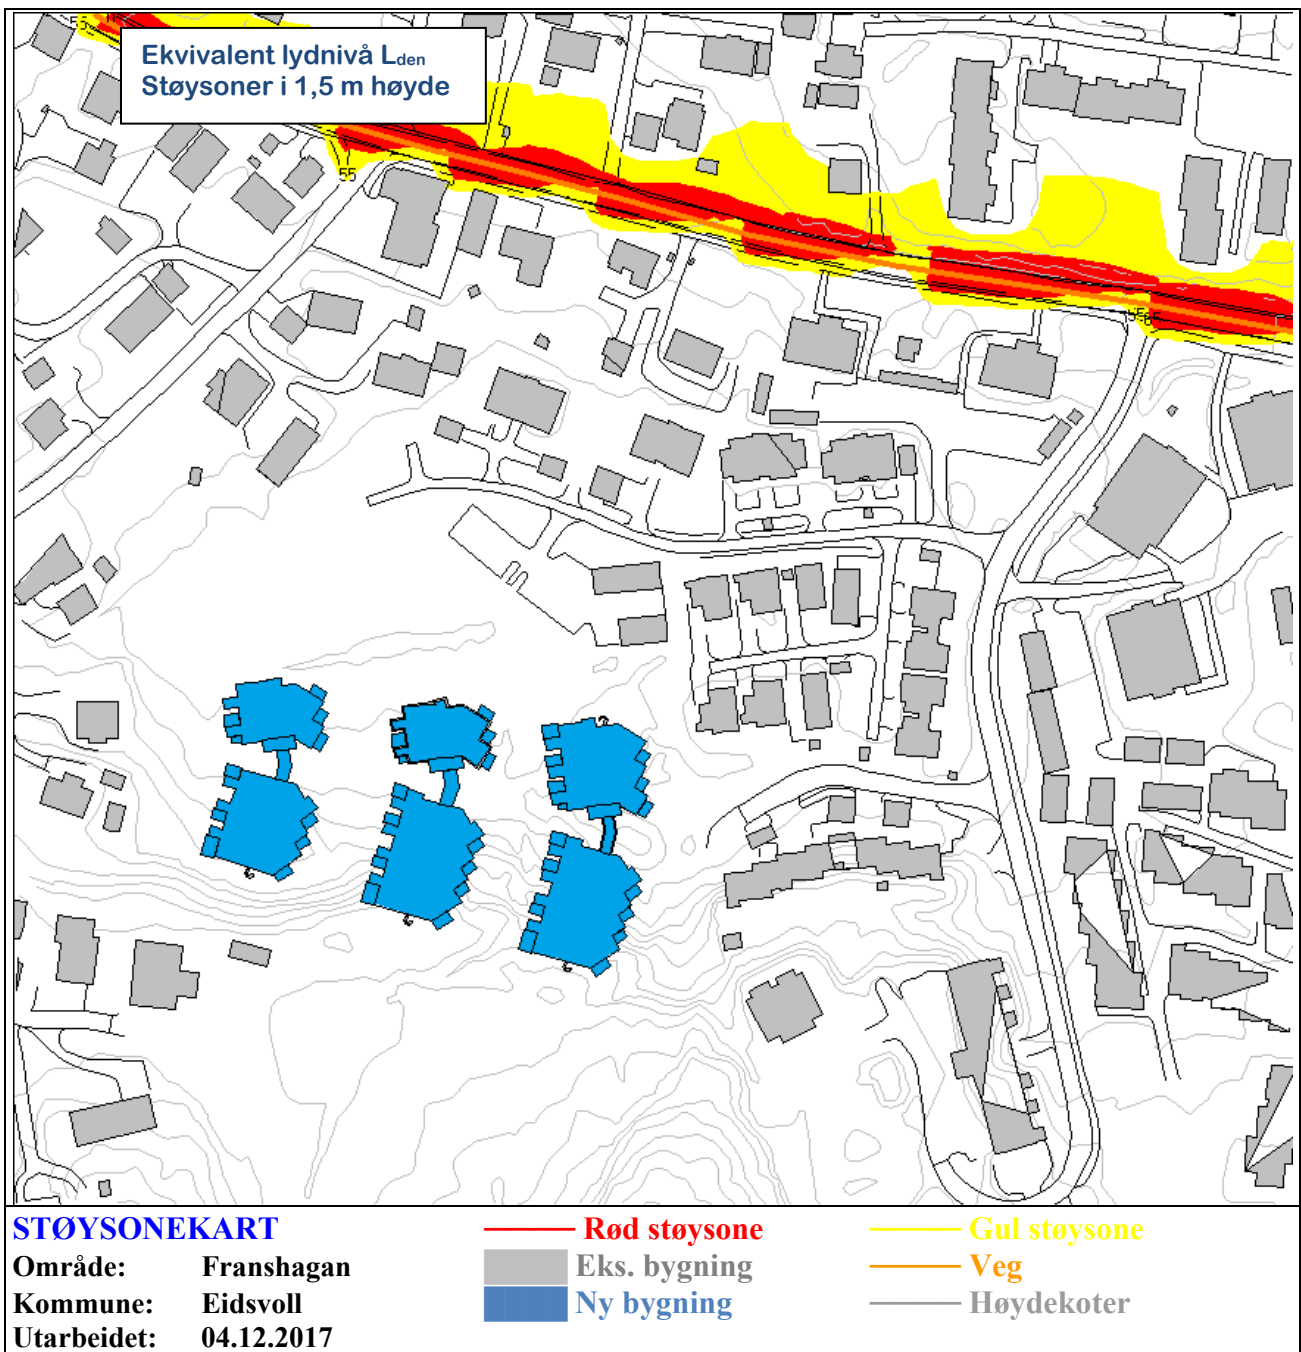 Ekvivalent lydnivå Lden
Støysoner i 1,5 m høyde
55
55
55
STØYSONEKART
Rød støysone
Gul støysone
Område: Franshagan
Eks. bygning
Veg
Kommune: Eidsvoll
Ny bygning
Høydekoter
Utarbeidet: 04.12.2017